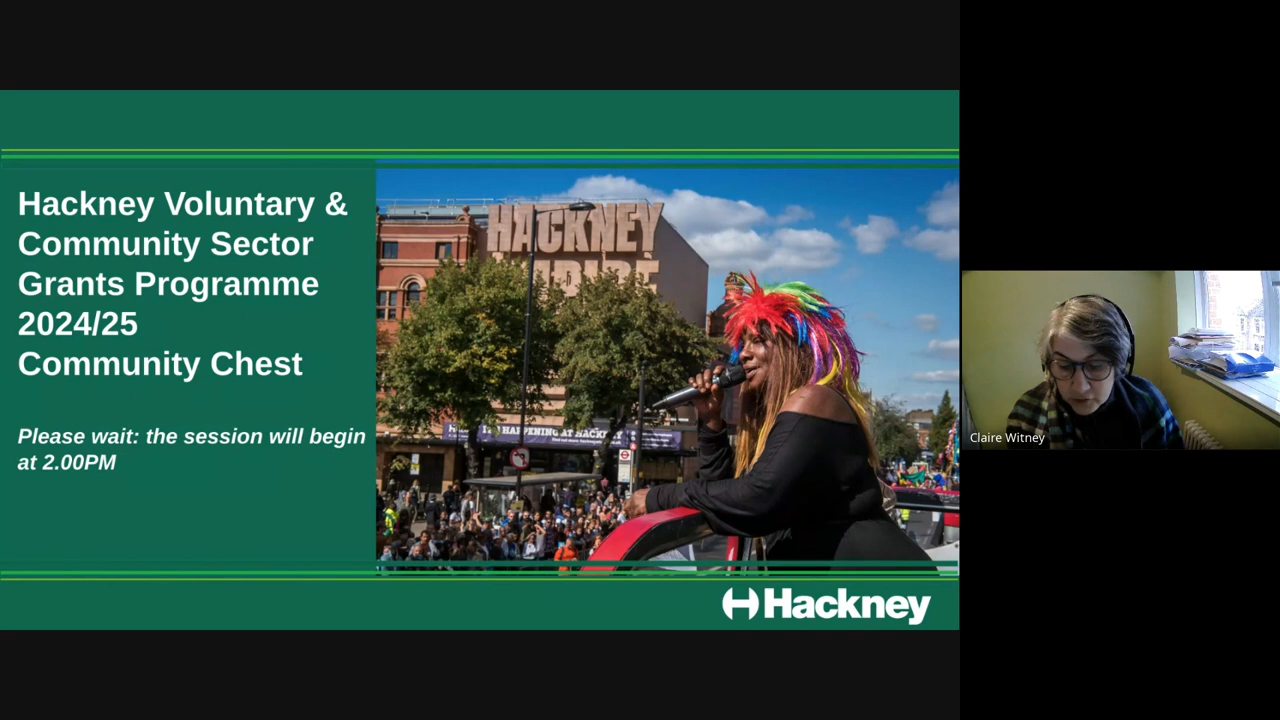 Hackney Voluntary &
Community Sector
Grants Programme
2024/25
Community Chest
Please wait: the session will begin
at 2.00PM
HACKNEY
EMPIRE
HAPPENING AT HACKNEY
Hackney
Claire Witney